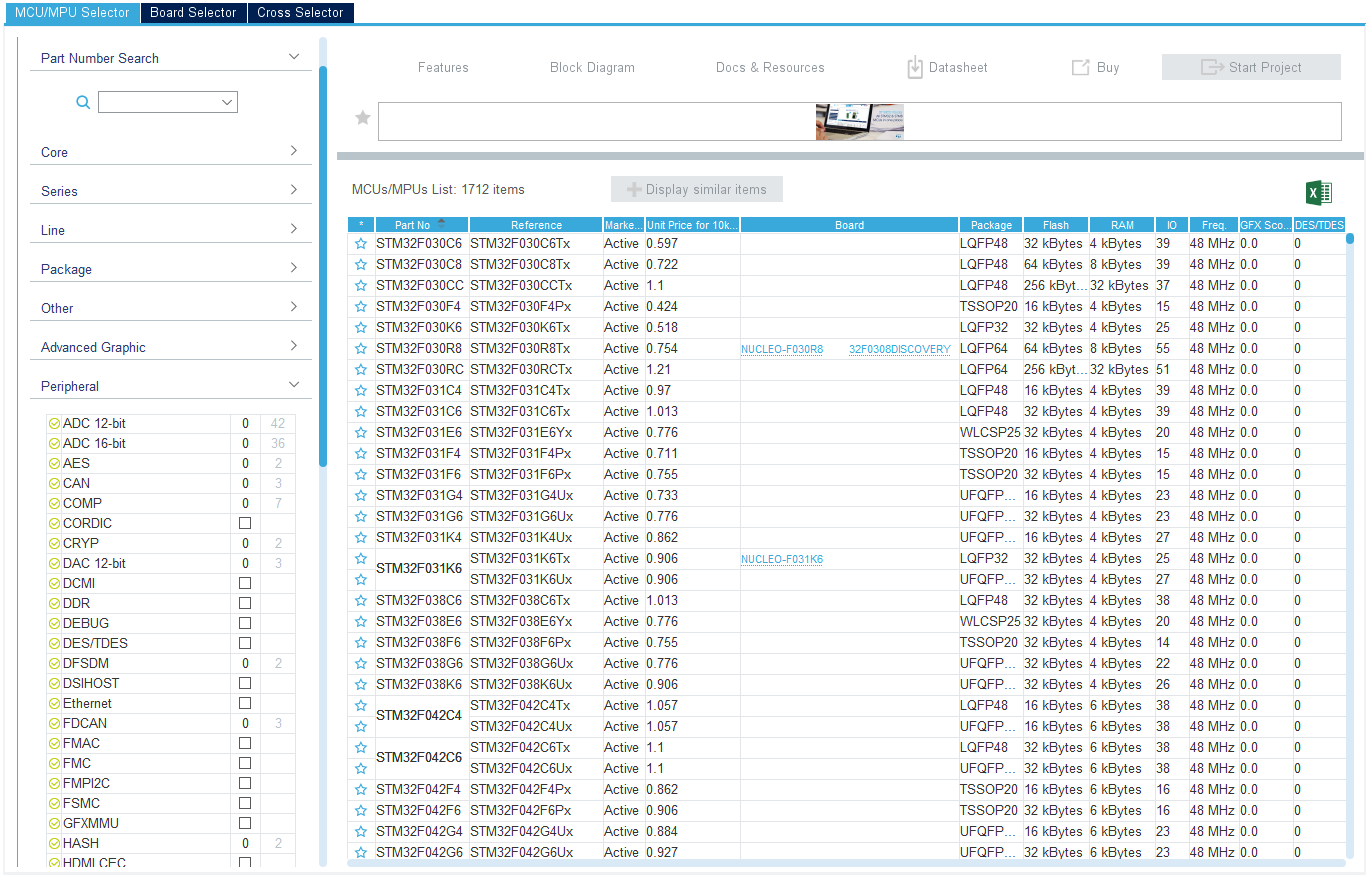 MCU/MPU Selector Board Selector Cross Selector
Part Number Search
Core
Series
Line
Package
Other
Advanced Graphic
Peripheral
ADC 12-bit 0 42
ADC 16-bit 0 36
AES 0 2
CAN 0 3
COMP 0 7
CORDIC
CRYP 0 2
DAC 12-bit 0 3
DCMI
DDR
DEBUG
DES/TDES
DFSDM 0 2
DSIHOST
Ethernet
FDCAN 0 3
FMAC
FMC
FMPI2C
FSMC
GFXMMU
HASH 0 2
HDMI CEC
Features Block Diagram Docs & Resources Datasheet Buy Start Project
MCUs/MPUs List: 1712 items Display similar items
* Part No Reference Marke... Unit Price for 10k... Board Package Flash RAM IO Freq. GFX Sco... DES/TDES
STM32F030C6 STM32F030C6Tx Active 0.597 LQFP48 32 kBytes 4 kBytes 39 48 MHz 0.0 0
STM32F030C8 STM32F030C8Tx Active 0.722 LQFP48 64 kBytes 8 kBytes 39 48 MHz 0.0 0
STM32F030CC STM32F030CCTx Active 1.1 LQFP48 256 kByt... 32 kBytes 37 48 MHz 0.0 0
STM32F030F4 STM32F030F4Px Active 0.424 TSSOP20 16 kBytes 4 kBytes 15 48 MHz 0.0 0
STM32F030K6 STM32F030K6Tx Active 0.518 LQFP32 32 kBytes 4 kBytes 25 48 MHz 0.0 0
STM32F030R8 STM32F030R8Tx Active 0.754 NUCLEO-F030R8 32F0308DISCOVERY LQFP64 64 kBytes 8 kBytes 55 48 MHz 0.0 0
STM32F030RC STM32F030RCTx Active 1.21 LQFP64 256 kByt... 32 kBytes 51 48 MHz 0.0 0
STM32F031C4 STM32F031C4Tx Active 0.97 LQFP48 16 kBytes 4 kBytes 39 48 MHz 0.0 0
STM32F031C6 STM32F031C6Tx Active 1.013 LQFP48 32 kBytes 4 kBytes 39 48 MHz 0.0 0
STM32F031E6 STM32F031E6Yx Active 0.776 WLCSP25 32 kBytes 4 kBytes 20 48 MHz 0.0 0
STM32F031F4 STM32F031F4Px Active 0.711 TSSOP20 16 kBytes 4 kBytes 15 48 MHz 0.0 0
STM32F031F6 STM32F031F6Px Active 0.755 TSSOP20 32 kBytes 4 kBytes 15 48 MHz 0.0 0
STM32F031G4 STM32F031G4Ux Active 0.733 UFQFP... 16 kBytes 4 kBytes 23 48 MHz 0.0 0
STM32F031G6 STM32F031G6Ux Active 0.776 UFQFP... 32 kBytes 4 kBytes 23 48 MHz 0.0 0
STM32F031K4 STM32F031K4Ux Active 0.862 UFQFP... 16 kBytes 4 kBytes 27 48 MHz 0.0 0
STM32F031K6 STM32F031K6Tx Active 0.906 NUCLEO-F031K6 LQFP32 32 kBytes 4 kBytes 25 48 MHz 0.0 0
STM32F031K6Ux Active 0.906 UFQFP... 32 kBytes 4 kBytes 27 48 MHz 0.0 0
STM32F038C6 STM32F038C6Tx Active 1.013 LQFP48 32 kBytes 4 kBytes 38 48 MHz 0.0 0
STM32F038E6 STM32F038E6Yx Active 0.776 WLCSP25 32 kBytes 4 kBytes 20 48 MHz 0.0 0
STM32F038F6 STM32F038F6Px Active 0.755 TSSOP20 32 kBytes 4 kBytes 14 48 MHz 0.0 0
STM32F038G6 STM32F038G6Ux Active 0.776 UFQFP... 32 kBytes 4 kBytes 22 48 MHz 0.0 0
STM32F038K6 STM32F038K6Ux Active 0.906 UFQFP... 32 kBytes 4 kBytes 26 48 MHz 0.0 0
STM32F042C4 STM32F042C4Tx Active 1.057 LQFP48 16 kBytes 6 kBytes 38 48 MHz 0.0 0
STM32F042C4Ux Active 1.057 UFQFP... 16 kBytes 6 kBytes 38 48 MHz 0.0 0
STM32F042C6 STM32F042C6Tx Active 1.1 LQFP48 32 kBytes 6 kBytes 38 48 MHz 0.0 0
STM32F042C6Ux Active 1.1 UFQFP... 32 kBytes 6 kBytes 38 48 MHz 0.0 0
STM32F042F4 STM32F042F4Px Active 0.862 TSSOP20 16 kBytes 6 kBytes 16 48 MHz 0.0 0
STM32F042F6 STM32F042F6Px Active 0.906 TSSOP20 32 kBytes 6 kBytes 16 48 MHz 0.0 0
STM32F042G4 STM32F042G4Ux Active 0.884 UFQFP... 16 kBytes 6 kBytes 23 48 MHz 0.0 0
STM32F042G6 STM32F042G6Ux Active 0.927 UFQFP... 32 kBytes 6 kBytes 23 48 MHz 0.0 0